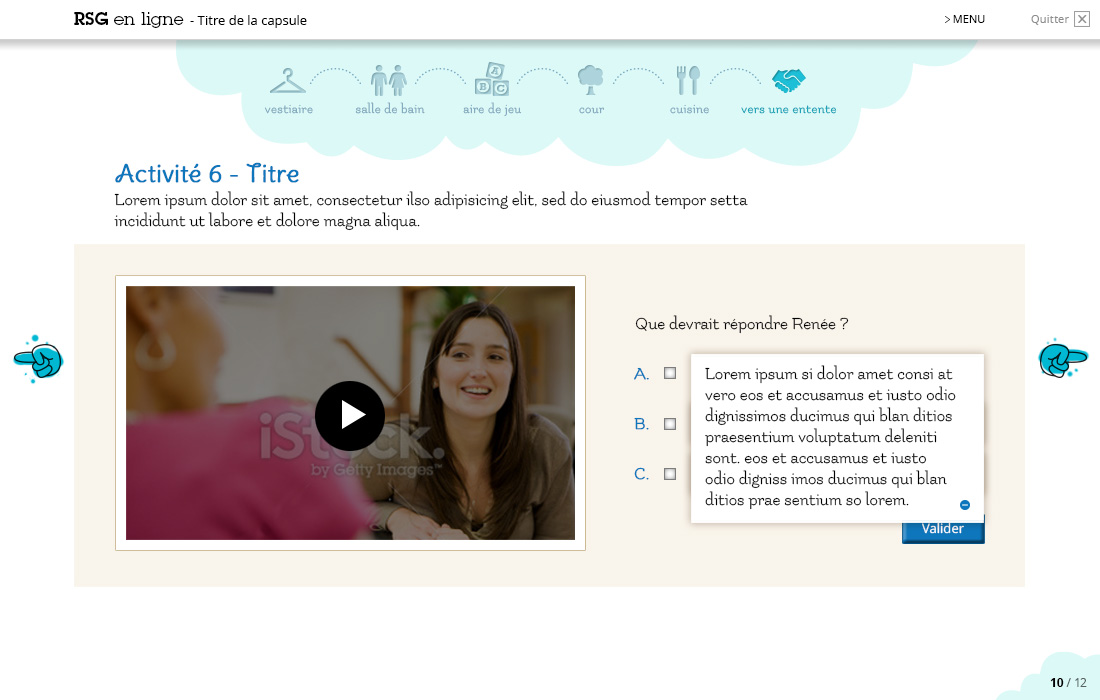 RSG en ligne - Titre de la capsule
> MENU
Quitter
vestiaire
salle de bain
aire de jeu
cour
cuisine
vers une entente
A
D C
Activité 6 - Titre
Lorem ipsum dolor sit amet, consectetur ilso adipisicing elit, sed do eiusmod tempor setta
incididunt ut labore et dolore magna aliqua.
iStock.
by Getty Images™
Que devrait répondre Renée ?
A.
B.
C.
Lorem ipsum si dolor amet consi at
vero eos et accusamus et iusto odio
dignissimos ducimus qui blan ditios
praesentium voluptatum deleniti
sont. eos et accusamus et iusto
odio digniss imos ducimus qui blan
ditios prae sentium so lorem.
Valider
10 / 12